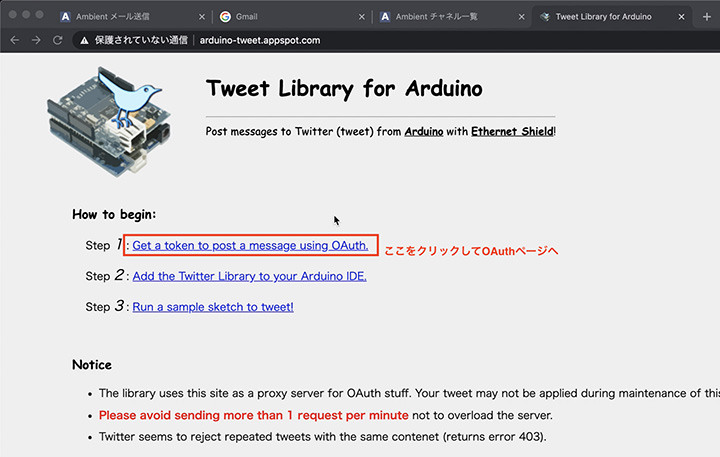 Ambient メール送信
Gmail
Ambient チャネル一覧
Tweet Library for Arduino
保護されていない通信 | arduino-tweet.appspot.com
Tweet Library for Arduino
Post messages to Twitter (tweet) from Arduino with Ethernet Shield!
How to begin:
Step 1: Get a token to post a message using OAuth.
ここをクリックしてOAuthページへ
Step 2: Add the Twitter Library to your Arduino IDE.
Step 3: Run a sample sketch to tweet!
Notice
• The library uses this site as a proxy server for OAuth stuff. Your tweet may not be applied during maintenance of this
• Please avoid sending more than 1 request per minute not to overload the server.
• Twitter seems to reject repeated tweets with the same contenet (returns error 403).